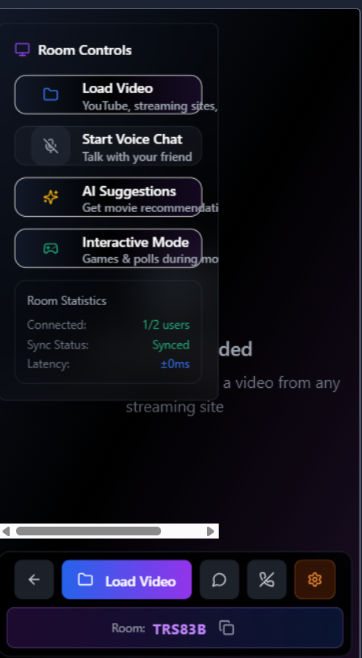 Room Controls
Load Video
YouTube, streaming sites,
Start Voice Chat
Talk with your friend
AI Suggestions
Get movie recommendati
Interactive Mode
Games & polls during mo
Room Statistics
Connected: 1/2 users
Sync Status: Synced
Latency: ±0ms
ded
a video from any
streaming site
Load Video
Room: TRS83B